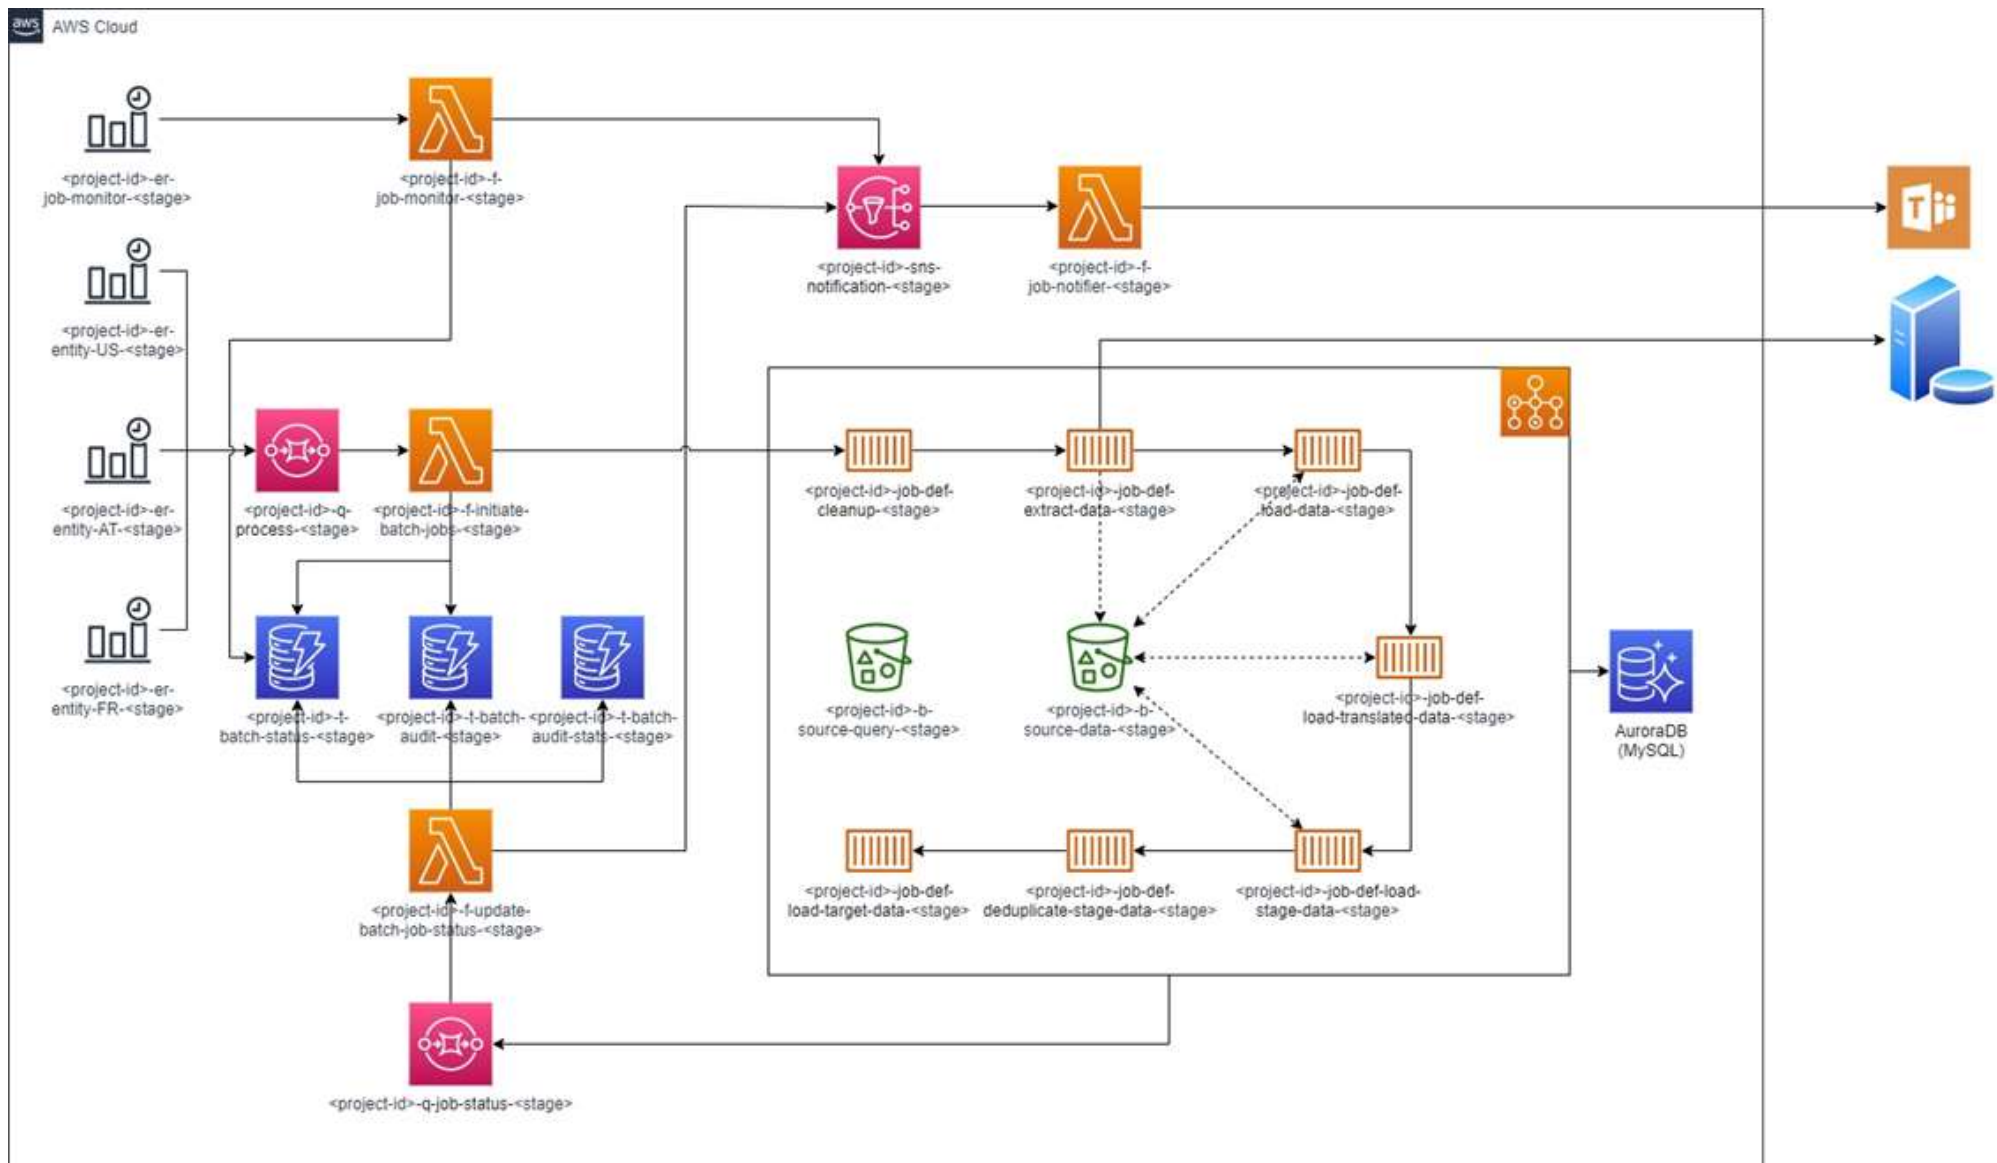 aws
AWS Cloud
<project-id>-er-
job-monitor-<stage>
<project-id>-f-
job-monitor-<stage>
<project-id>-sns-
notification-<stage>
<project-id>-f-
job-notifier-<stage>
T
<project-id>-er-
entity-US-<stage>
<project-id>-er-
entity-AT-<stage>
<project-id>-q-
process-<stage>
<project-id>-f-initiate-
batch-jobs-<stage>
<project-id>-job-def-
cleanup-<stage>
<project-id>-job-def-
extract-data-<stage>
<project-id>-job-def-
load-data-<stage>
<project-id>-er-
entity-FR-<stage>
<project-id>-t-
batch-status-<stage>
<project-id>-t-batch-
audit-<stage>
<project-id>-t-batch-
audit-stats-<stage>
<project-id>-b-
source-query-<stage>
<project-id>-b-
source-data-<stage>
<project-id>-job-def-
load-translated-data-<stage>
AuroraDB
(MySQL)
<project-id>-f-update-
batch-job-status-<stage>
<project-id>-job-def-
load-target-data-<stage>
<project-id>-job-def-
deduplicate-stage-data-<stage>
<project-id>-job-def-load-
stage-data-<stage>
<project-id>-q-job-status-<stage>